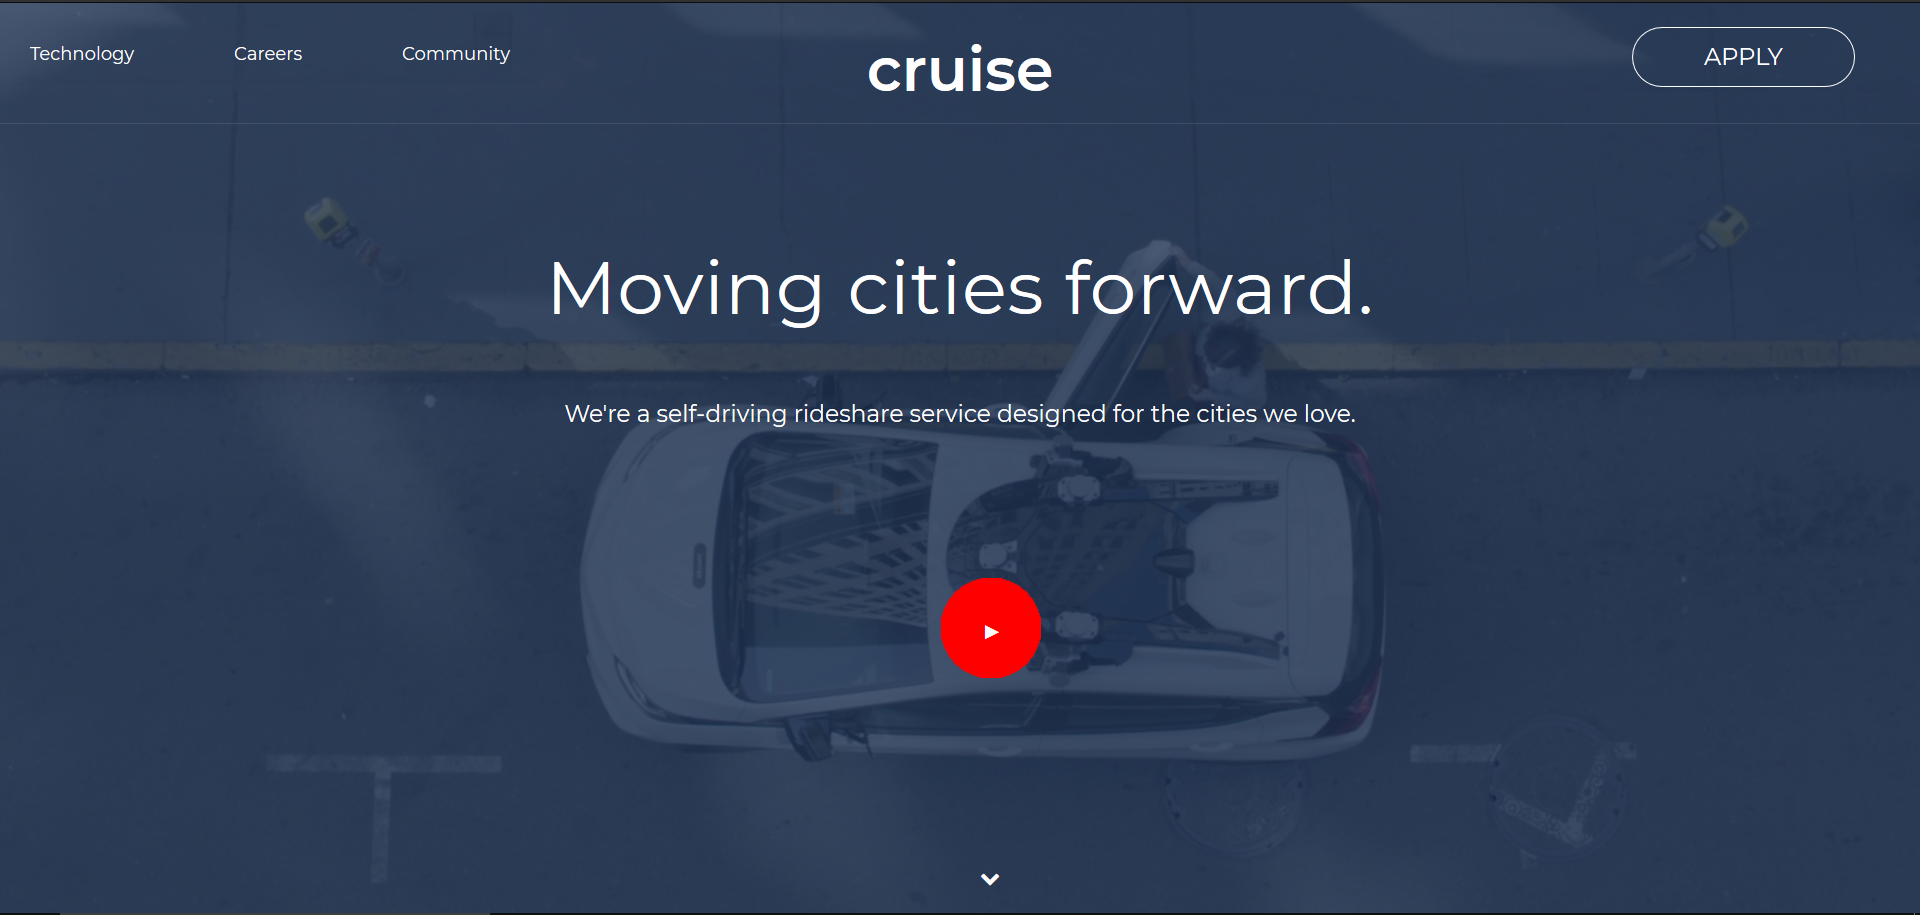 Technology Careers Community cruise APPLY
Moving cities forward.
We're a self-driving rideshare service designed for the cities we love.